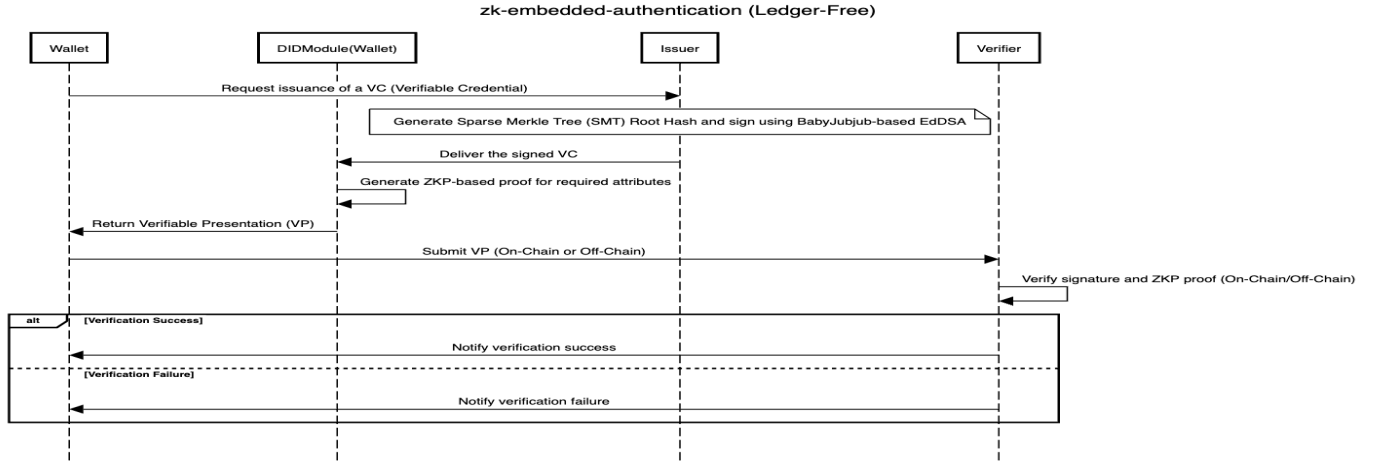 zk-embedded-authentication (Ledger-Free)
Wallet
DIDModule(Wallet)
Issuer
Verifier
Request issuance of a VC (Verifiable Credential)
Generate Sparse Merkle Tree (SMT) Root Hash and sign using BabyJubjub-based EdDSA
Deliver the signed VC
Generate ZKP-based proof for required attributes
Return Verifiable Presentation (VP)
Submit VP (On-Chain or Off-Chain)
Verify signature and ZKP proof (On-Chain/Off-Chain)
alt
[Verification Success]
Notify verification success
[Verification Failure]
Notify verification failure